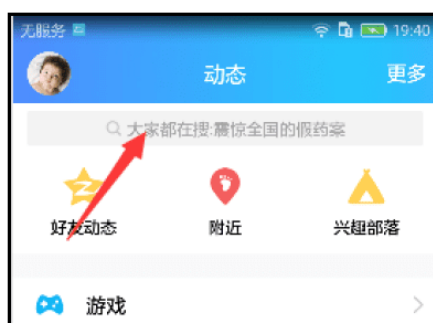 无服务 19:40
动态 更多
大家都在搜:震惊全国的假药案
好友动态 附近 兴趣部落
游戏